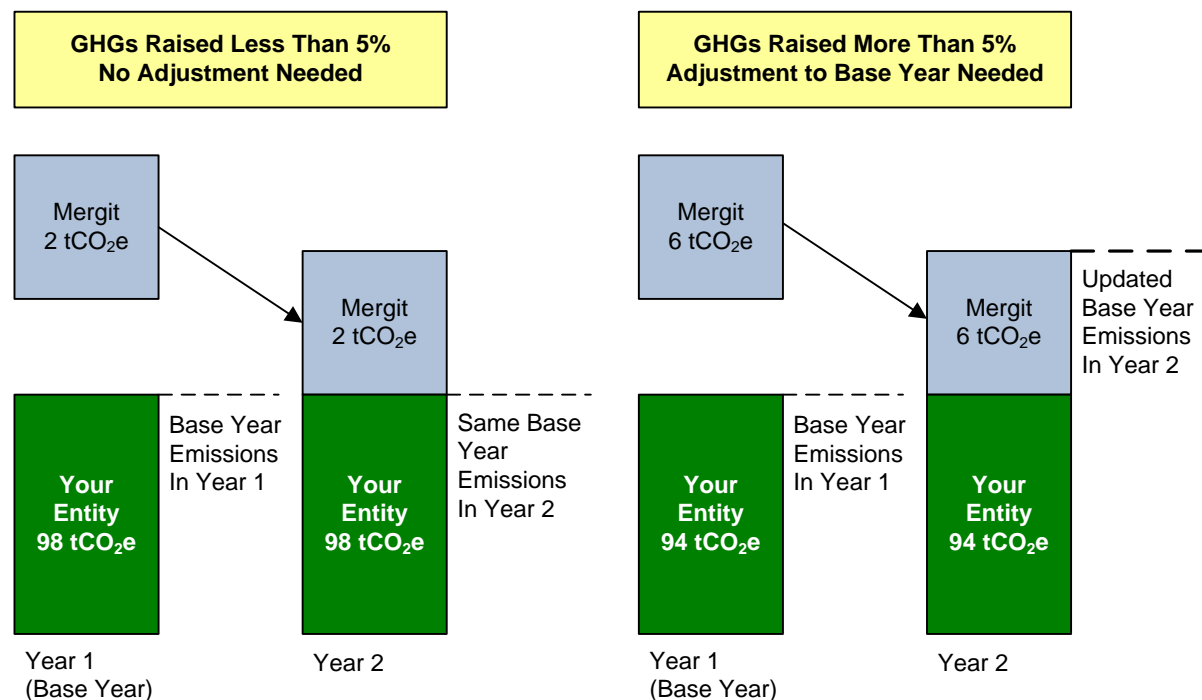 GHGs Raised Less Than 5%
No Adjustment Needed
Mergit
2 tCO₂e
Mergit
2 tCO₂e
Base Year
Emissions
In Year 1
Same Base
Year
Emissions
In Year 2
Your
Entity
98 tCO₂e
Your
Entity
98 tCO₂e
Year 1
(Base Year)
Year 2
GHGs Raised More Than 5%
Adjustment to Base Year Needed
Mergit
6 tCO₂e
Mergit
6 tCO₂e
Updated
Base Year
Emissions
In Year 2
Base Year
Emissions
In Year 1
Your
Entity
94 tCO₂e
Your
Entity
94 tCO₂e
Year 1
(Base Year)
Year 2